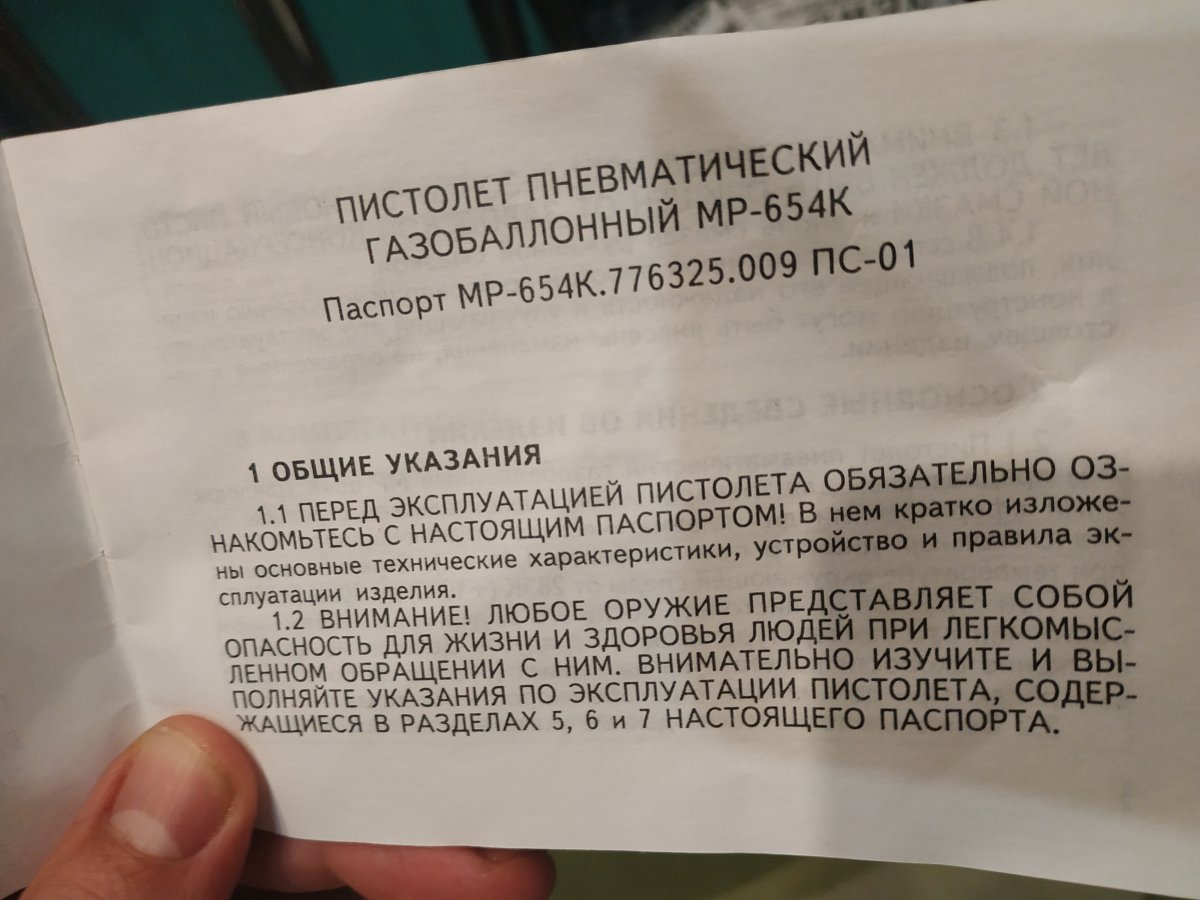 ПИСТОЛЕТ ПНЕВМАТИЧЕСКИЙ
ГАЗОБАЛЛОННЫЙ МР-654К
Паспорт МР-654К.776325.009 ПС-01
1 ОБЩИЕ УКАЗАНИЯ
1.1 ПЕРЕД ЭКСПЛУАТАЦИЕЙ ПИСТОЛЕТА ОБЯЗАТЕЛЬНО ОЗ-
НАКОМЬТЕСЬ С НАСТОЯЩИМ ПАСПОРТОМ! В нем кратко изложе-
ны основные технические характеристики, устройство и правила эк-
сплуатации изделия.
1.2 ВНИМАНИЕ! ЛЮБОЕ ОРУЖИЕ ПРЕДСТАВЛЯЕТ СОБОЙ
ОПАСНОСТЬ ДЛЯ ЖИЗНИ И ЗДОРОВЬЯ ЛЮДЕЙ ПРИ ЛЕГКОМЫС-
ЛЕННОМ ОБРАЩЕНИИ С НИМ. ВНИМАТЕЛЬНО ИЗУЧИТЕ И ВЫ-
ПОЛНЯЙТЕ УКАЗАНИЯ ПО ЭКСПЛУАТАЦИИ ПИСТОЛЕТА, СОДЕР-
ЖАЩИЕСЯ В РАЗДЕЛАХ 5, 6 и 7 НАСТОЯЩЕГО ПАСПОРТА.